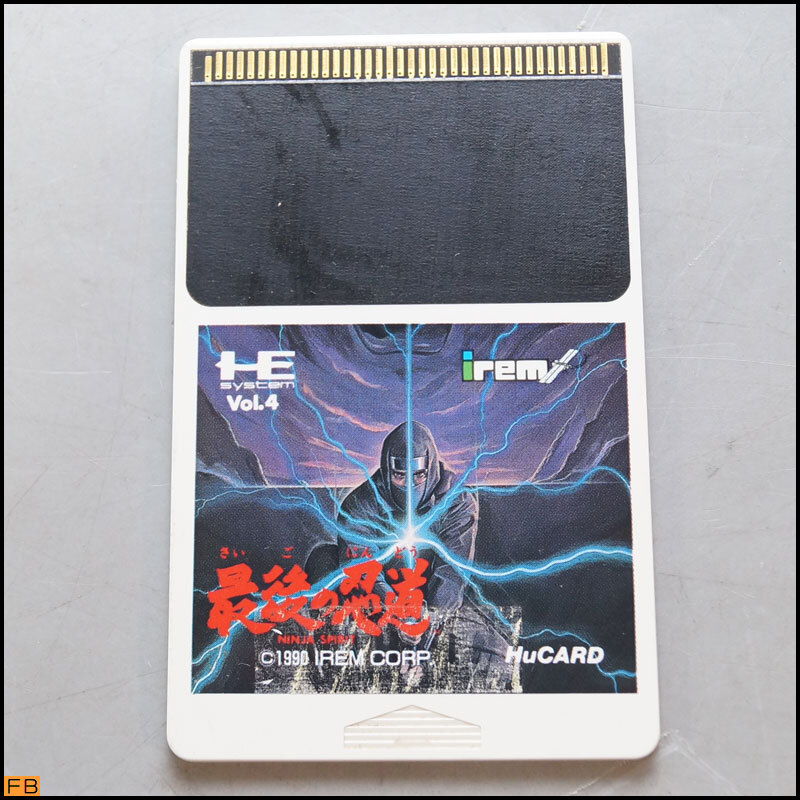 HE
system
Vol.4
irem
さいごにんどう
最後の忍道
NINJA SPIRIT
©1990 IREM CORP.
HuCARD
FB